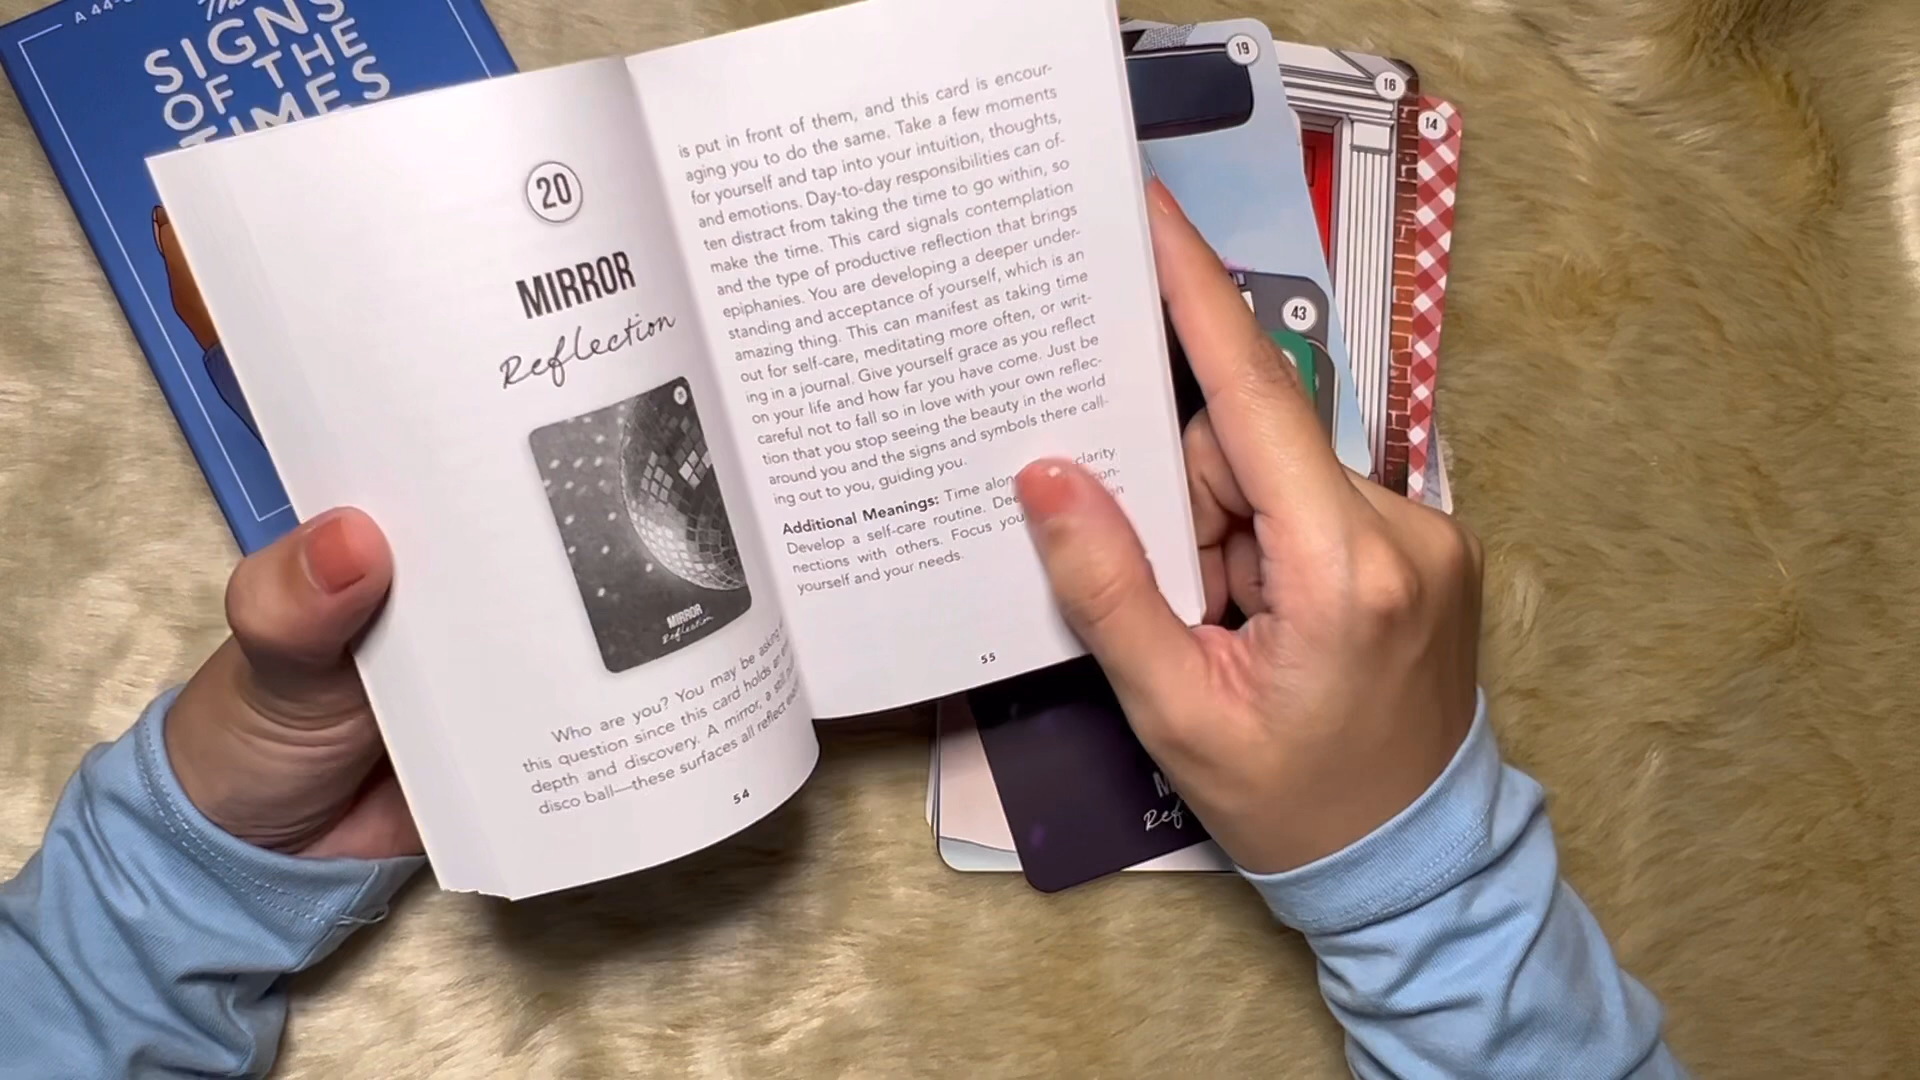 A 44-
The
SIGNS
OF THE
TIMES
20
MIRROR
Reflection
MIRROR
Reflection
Who are you? You may be asking
this question since this card holds an
depth and discovery. A mirror, a still
disco ball—these surfaces all reflect
54
is put in front of them, and this card is encour-
aging you to do the same. Take a few moments
for yourself and tap into your intuition, thoughts,
and emotions. Day-to-day responsibilities can of-
ten distract from taking the time to go within, so
make the time. This card signals contemplation
and the type of productive reflection that brings
epiphanies. You are developing a deeper under-
standing and acceptance of yourself, which is an
amazing thing. This can manifest as taking time
out for self-care, meditating more often, or writ-
ing in a journal. Give yourself grace as you reflect
on your life and how far you have come. Just be
careful not to fall so in love with your own reflec-
tion that you stop seeing the beauty in the world
around you and the signs and symbols there call-
ing out to you, guiding you.
Additional Meanings: Time alon clarity.
Develop a self-care routine. Dee con-
nections with others. Focus you
yourself and your needs.
55
19
16
14
43
M
Ref